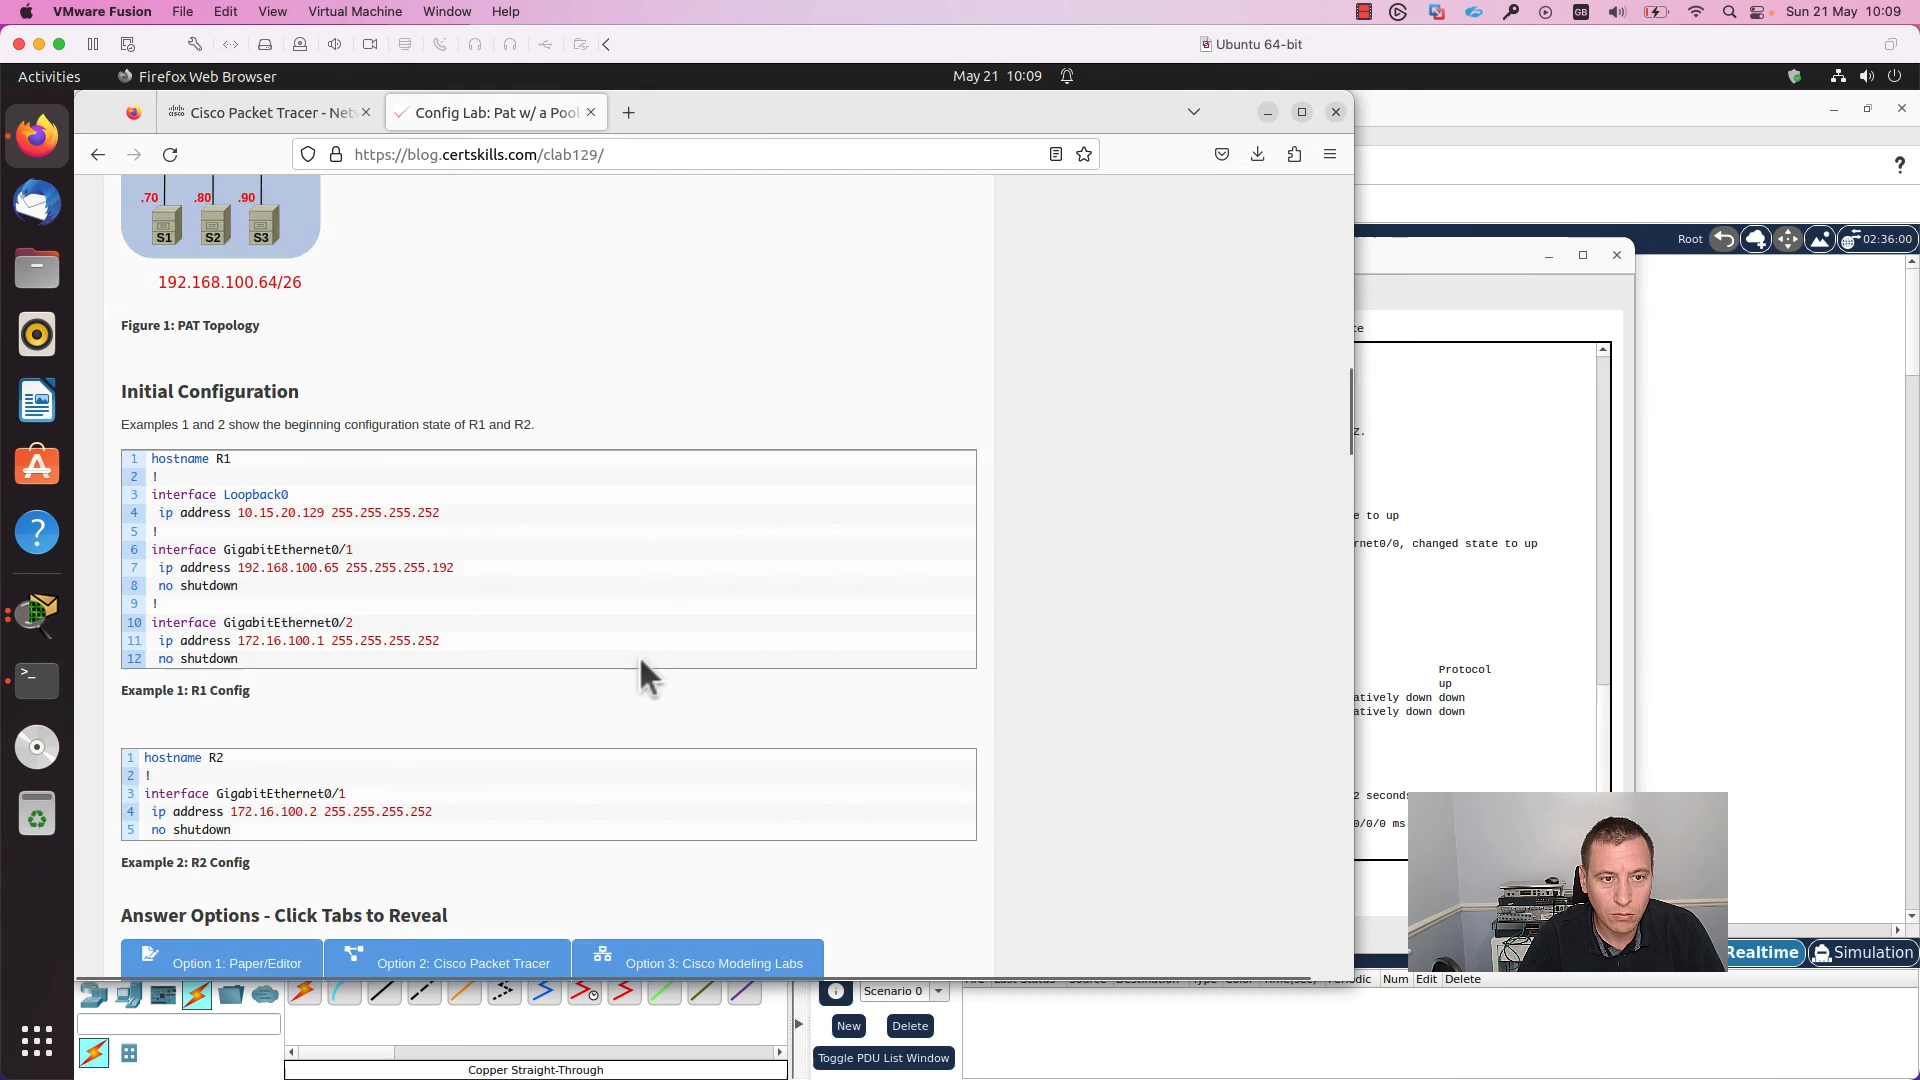 VMware Fusion File Edit View Virtual Machine Window Help
GB Sun 21 May 10:09
Ubuntu 64-bit
Activities Firefox Web Browser May 21 10:09
Cisco Packet Tracer - Net
Config Lab: Pat w/ a Pool
https://blog.certskills.com/clab129/
.70 .80 .90
S1 S2 S3
192.168.100.64/26
Figure 1: PAT Topology
Initial Configuration
Examples 1 and 2 show the beginning configuration state of R1 and R2.
1 hostname R1
2 !
3 interface Loopback0
4 ip address 10.15.20.129 255.255.255.252
5 !
6 interface GigabitEthernet0/1
7 ip address 192.168.100.65 255.255.255.192
8 no shutdown
9 !
10 interface GigabitEthernet0/2
11 ip address 172.16.100.1 255.255.255.252
12 no shutdown
Example 1: R1 Config
1 hostname R2
2 !
3 interface GigabitEthernet0/1
4 ip address 172.16.100.2 255.255.255.252
5 no shutdown
Example 2: R2 Config
Answer Options - Click Tabs to Reveal
Option 1: Paper/Editor
Option 2: Cisco Packet Tracer
Option 3: Cisco Modeling Labs
Root 02:36:00
te
Z.
e to up
rnet0/0, changed state to up
Protocol
up
atively down down
atively down down
2 seconds
0/0/0 ms
Realtime Simulation
Num Edit Delete
Scenario 0
New Delete
Toggle PDU List Window
Copper Straight-Through